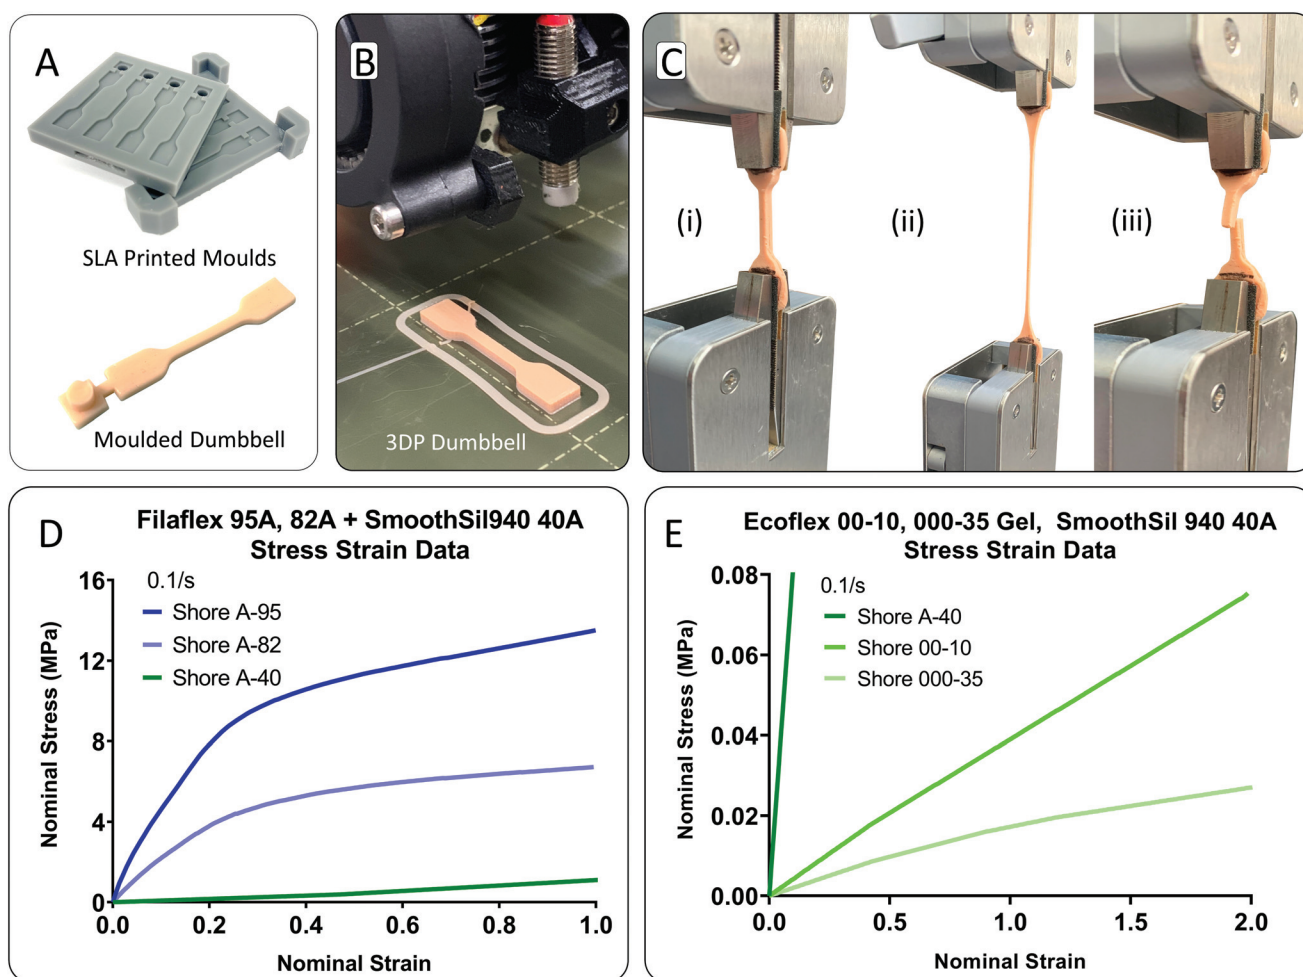 A
SLA Printed Moulds
Moulded Dumbbell
B
3DP Dumbbell
C
(i)
(ii)
(iii)
D
Filaflex 95A, 82A + SmoothSil940 40A
Stress Strain Data
0.1/s
Shore A-95
Shore A-82
Shore A-40
Nominal Stress (MPa)
16
12
8
4
0
0.0 0.2 0.4 0.6 0.8 1.0
Nominal Strain
E
Ecoflex 00-10, 000-35 Gel, SmoothSil 940 40A
Stress Strain Data
0.1/s
Shore A-40
Shore 00-10
Shore 000-35
Nominal Stress (MPa)
0.08
0.06
0.04
0.02
0.00
0.0 0.5 1.0 1.5 2.0
Nominal Strain